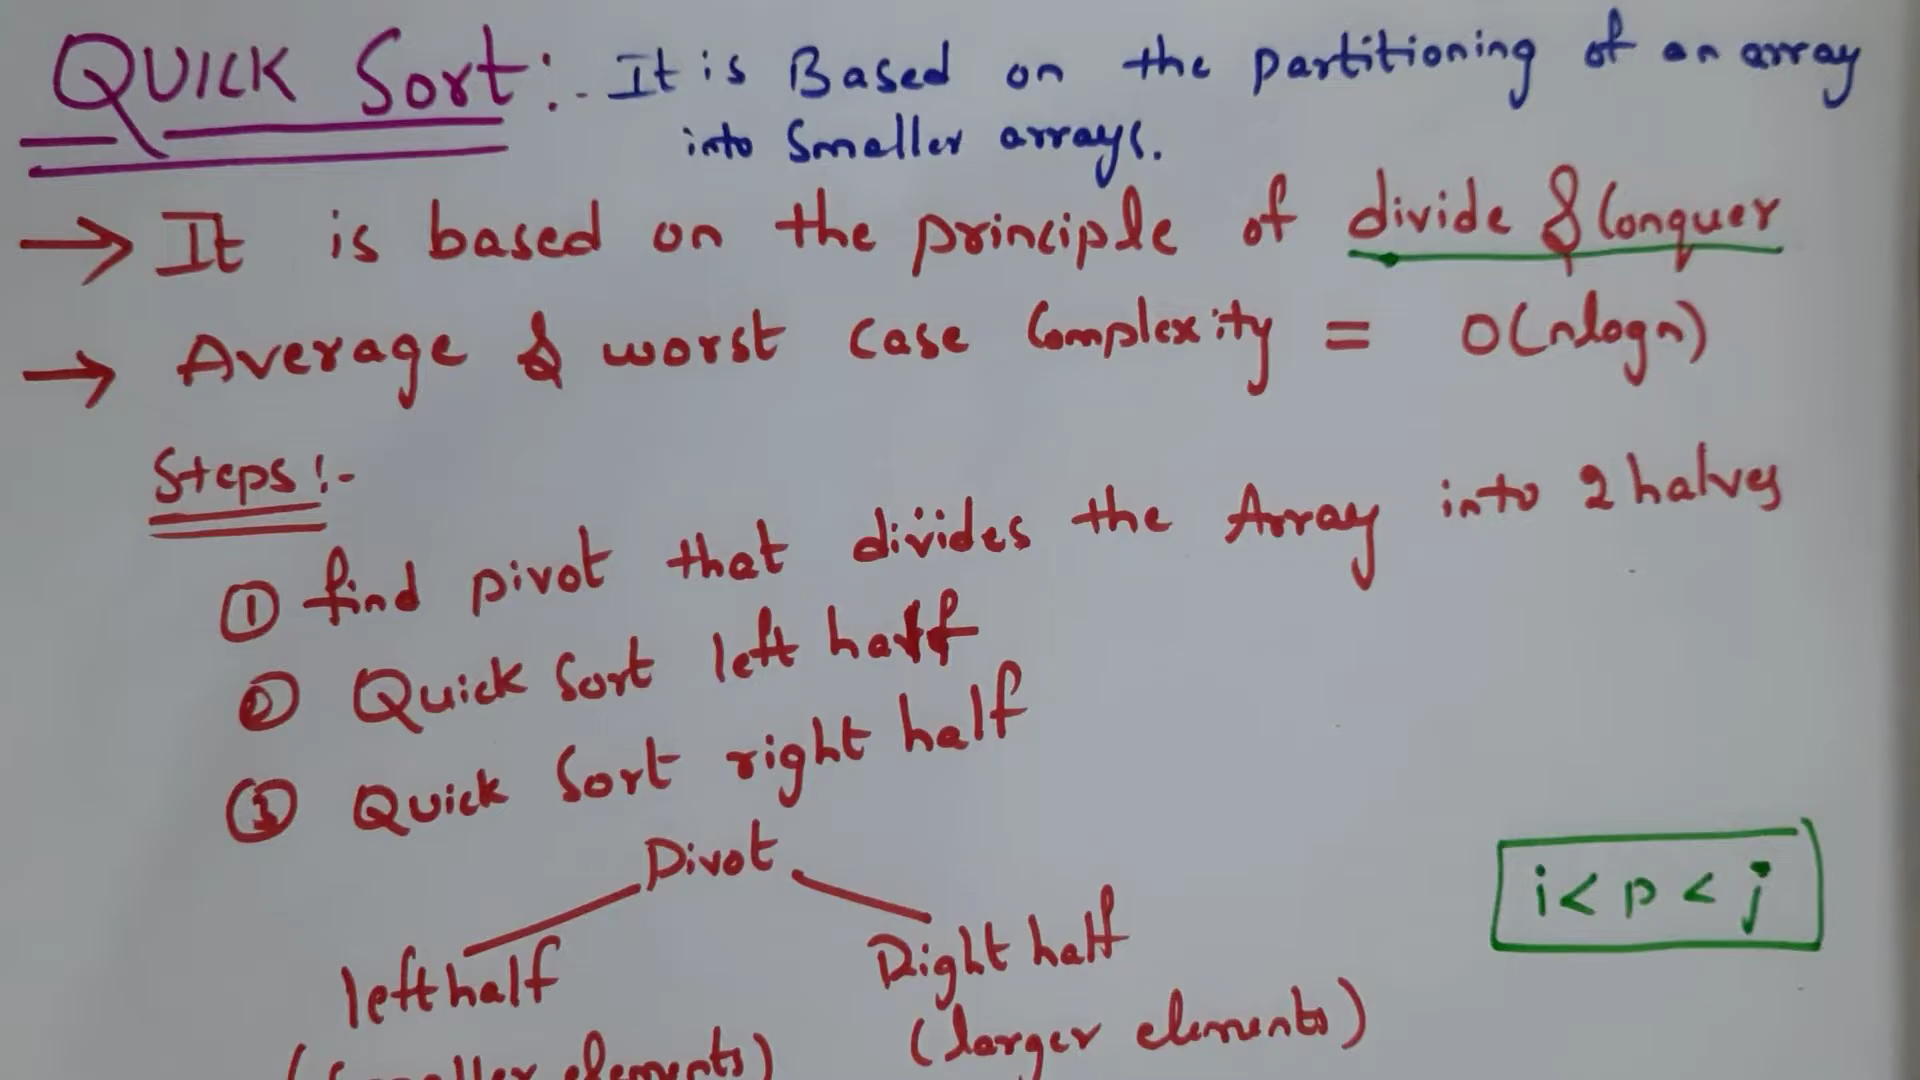 QUICK Sort:- It is Based on the partitioning of an array
into Smaller arrays.
→ It is based on the principle of divide & Conquer
→ Average & worst case Complexity = O(nlogn)
Steps:-
① find pivot that divides the Array into 2 halves
② Quick Sort left half
③ Quick Sort right half
Pivot
left half
Right half
(Smaller elements)
(larger elements)
i < p < j